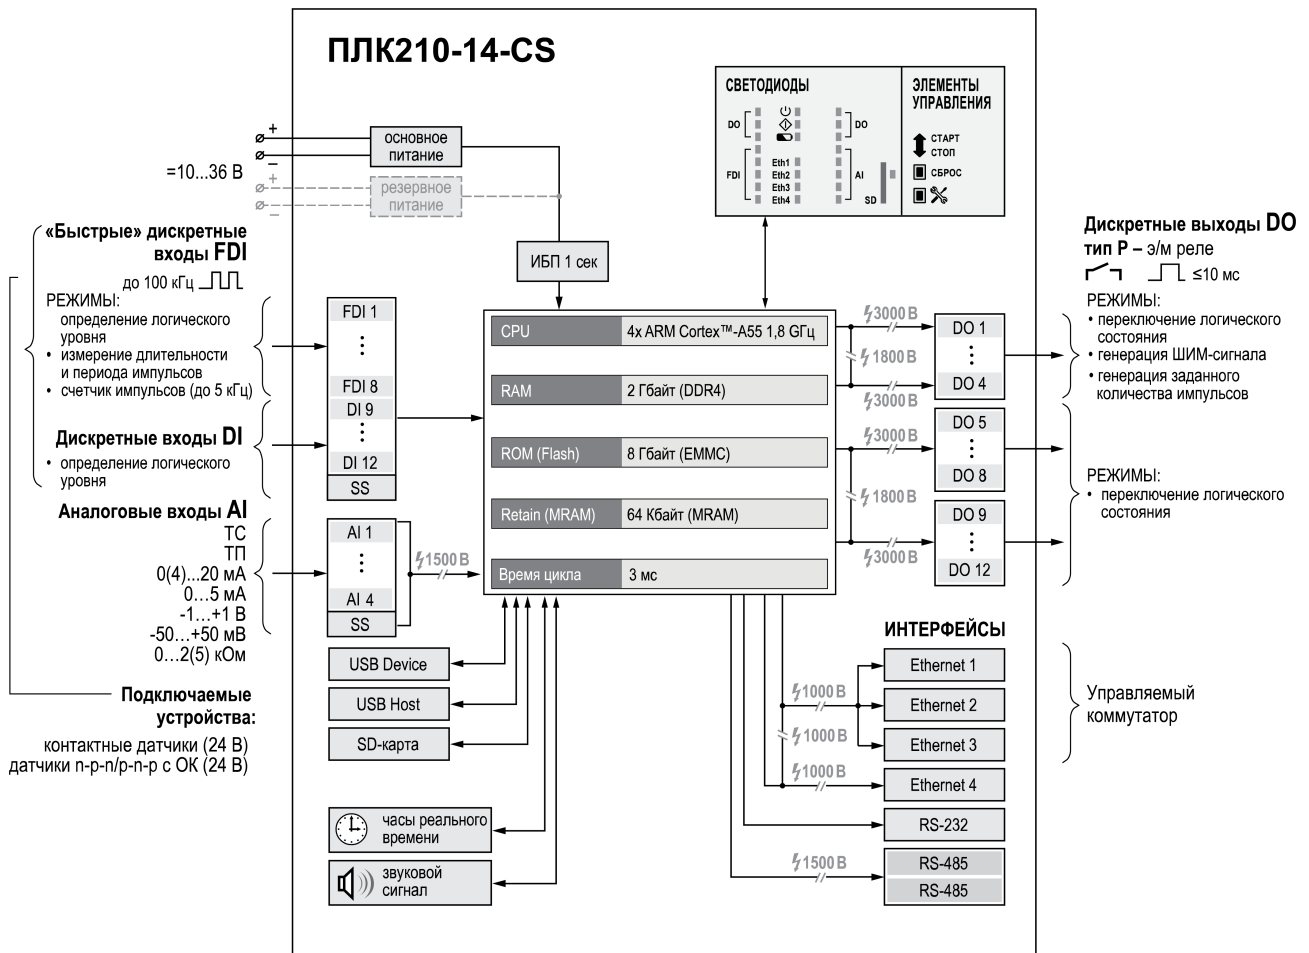 ПЛК210-14-CS
СВЕТОДИОДЫ
DO
DO
FDI
Eth1
Eth2
Eth3
Eth4
AI
SD
ЭЛЕМЕНТЫ
УПРАВЛЕНИЯ
СТАРТ
СТОП
СБРОС
+
−
=10...36 В
+
−
основное
питание
резервное
питание
ИБП 1 сек
«Быстрые» дискретные
входы FDI
до 100 кГц
РЕЖИМЫ:
определение логического
уровня
• измерение длительности
и периода импульсов
• счетчик импульсов (до 5 кГц)
Дискретные входы DI
• определение логического
уровня
Аналоговые входы AI
ТС
ТП
0(4)...20 мА
0...5 мА
-1...+1 В
-50...+50 мВ
0...2(5) кОм
Подключаемые
устройства:
контактные датчики (24 В)
датчики n-p-n/p-n-p с ОК (24 В)
FDI 1
FDI 8
DI 9
DI 12
SS
AI 1
AI 4
SS
1500 В
USB Device
USB Host
SD-карта
часы реального
времени
звуковой
сигнал
CPU 4x ARM Cortex™-A55 1,8 ГГц
RAM 2 Гбайт (DDR4)
ROM (Flash) 8 Гбайт (EMMC)
Retain (MRAM) 64 Кбайт (MRAM)
Время цикла 3 мс
3000 В
1800 В
3000 В
3000 В
1800 В
3000 В
DO 1
DO 4
DO 5
DO 8
DO 9
DO 12
Дискретные выходы DO
тип Р – э/м реле
≤10 мс
РЕЖИМЫ:
• переключение логического
состояния
• генерация ШИМ-сигнала
• генерация заданного
количества импульсов
РЕЖИМЫ:
• переключение логического
состояния
ИНТЕРФЕЙСЫ
1000 В
1000 В
1000 В
1500 В
Ethernet 1
Ethernet 2
Ethernet 3
Ethernet 4
RS-232
RS-485
RS-485
Управляемый
коммутатор